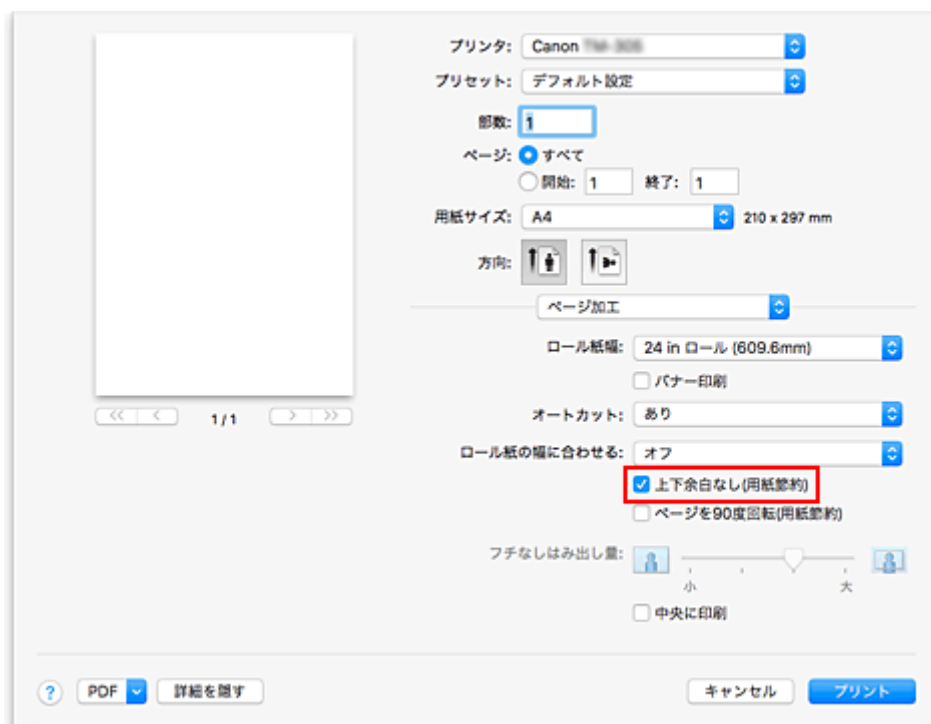 プリンタ: Canon
プリセット: デフォルト設定
部数: 1
ページ: すべて
開始: 1 終了: 1
用紙サイズ: A4 210 x 297 mm
方向:
ページ加工
ロール紙幅: 24 in ロール (609.6mm)
バナー印刷
<< < 1 / 1 > >>
オートカット: あり
ロール紙の幅に合わせる: オフ
上下余白なし(用紙節約)
ページを90度回転(用紙節約)
フチなしはみ出し量:
小 大
中央に印刷
? PDF 詳細を隠す キャンセル プリント